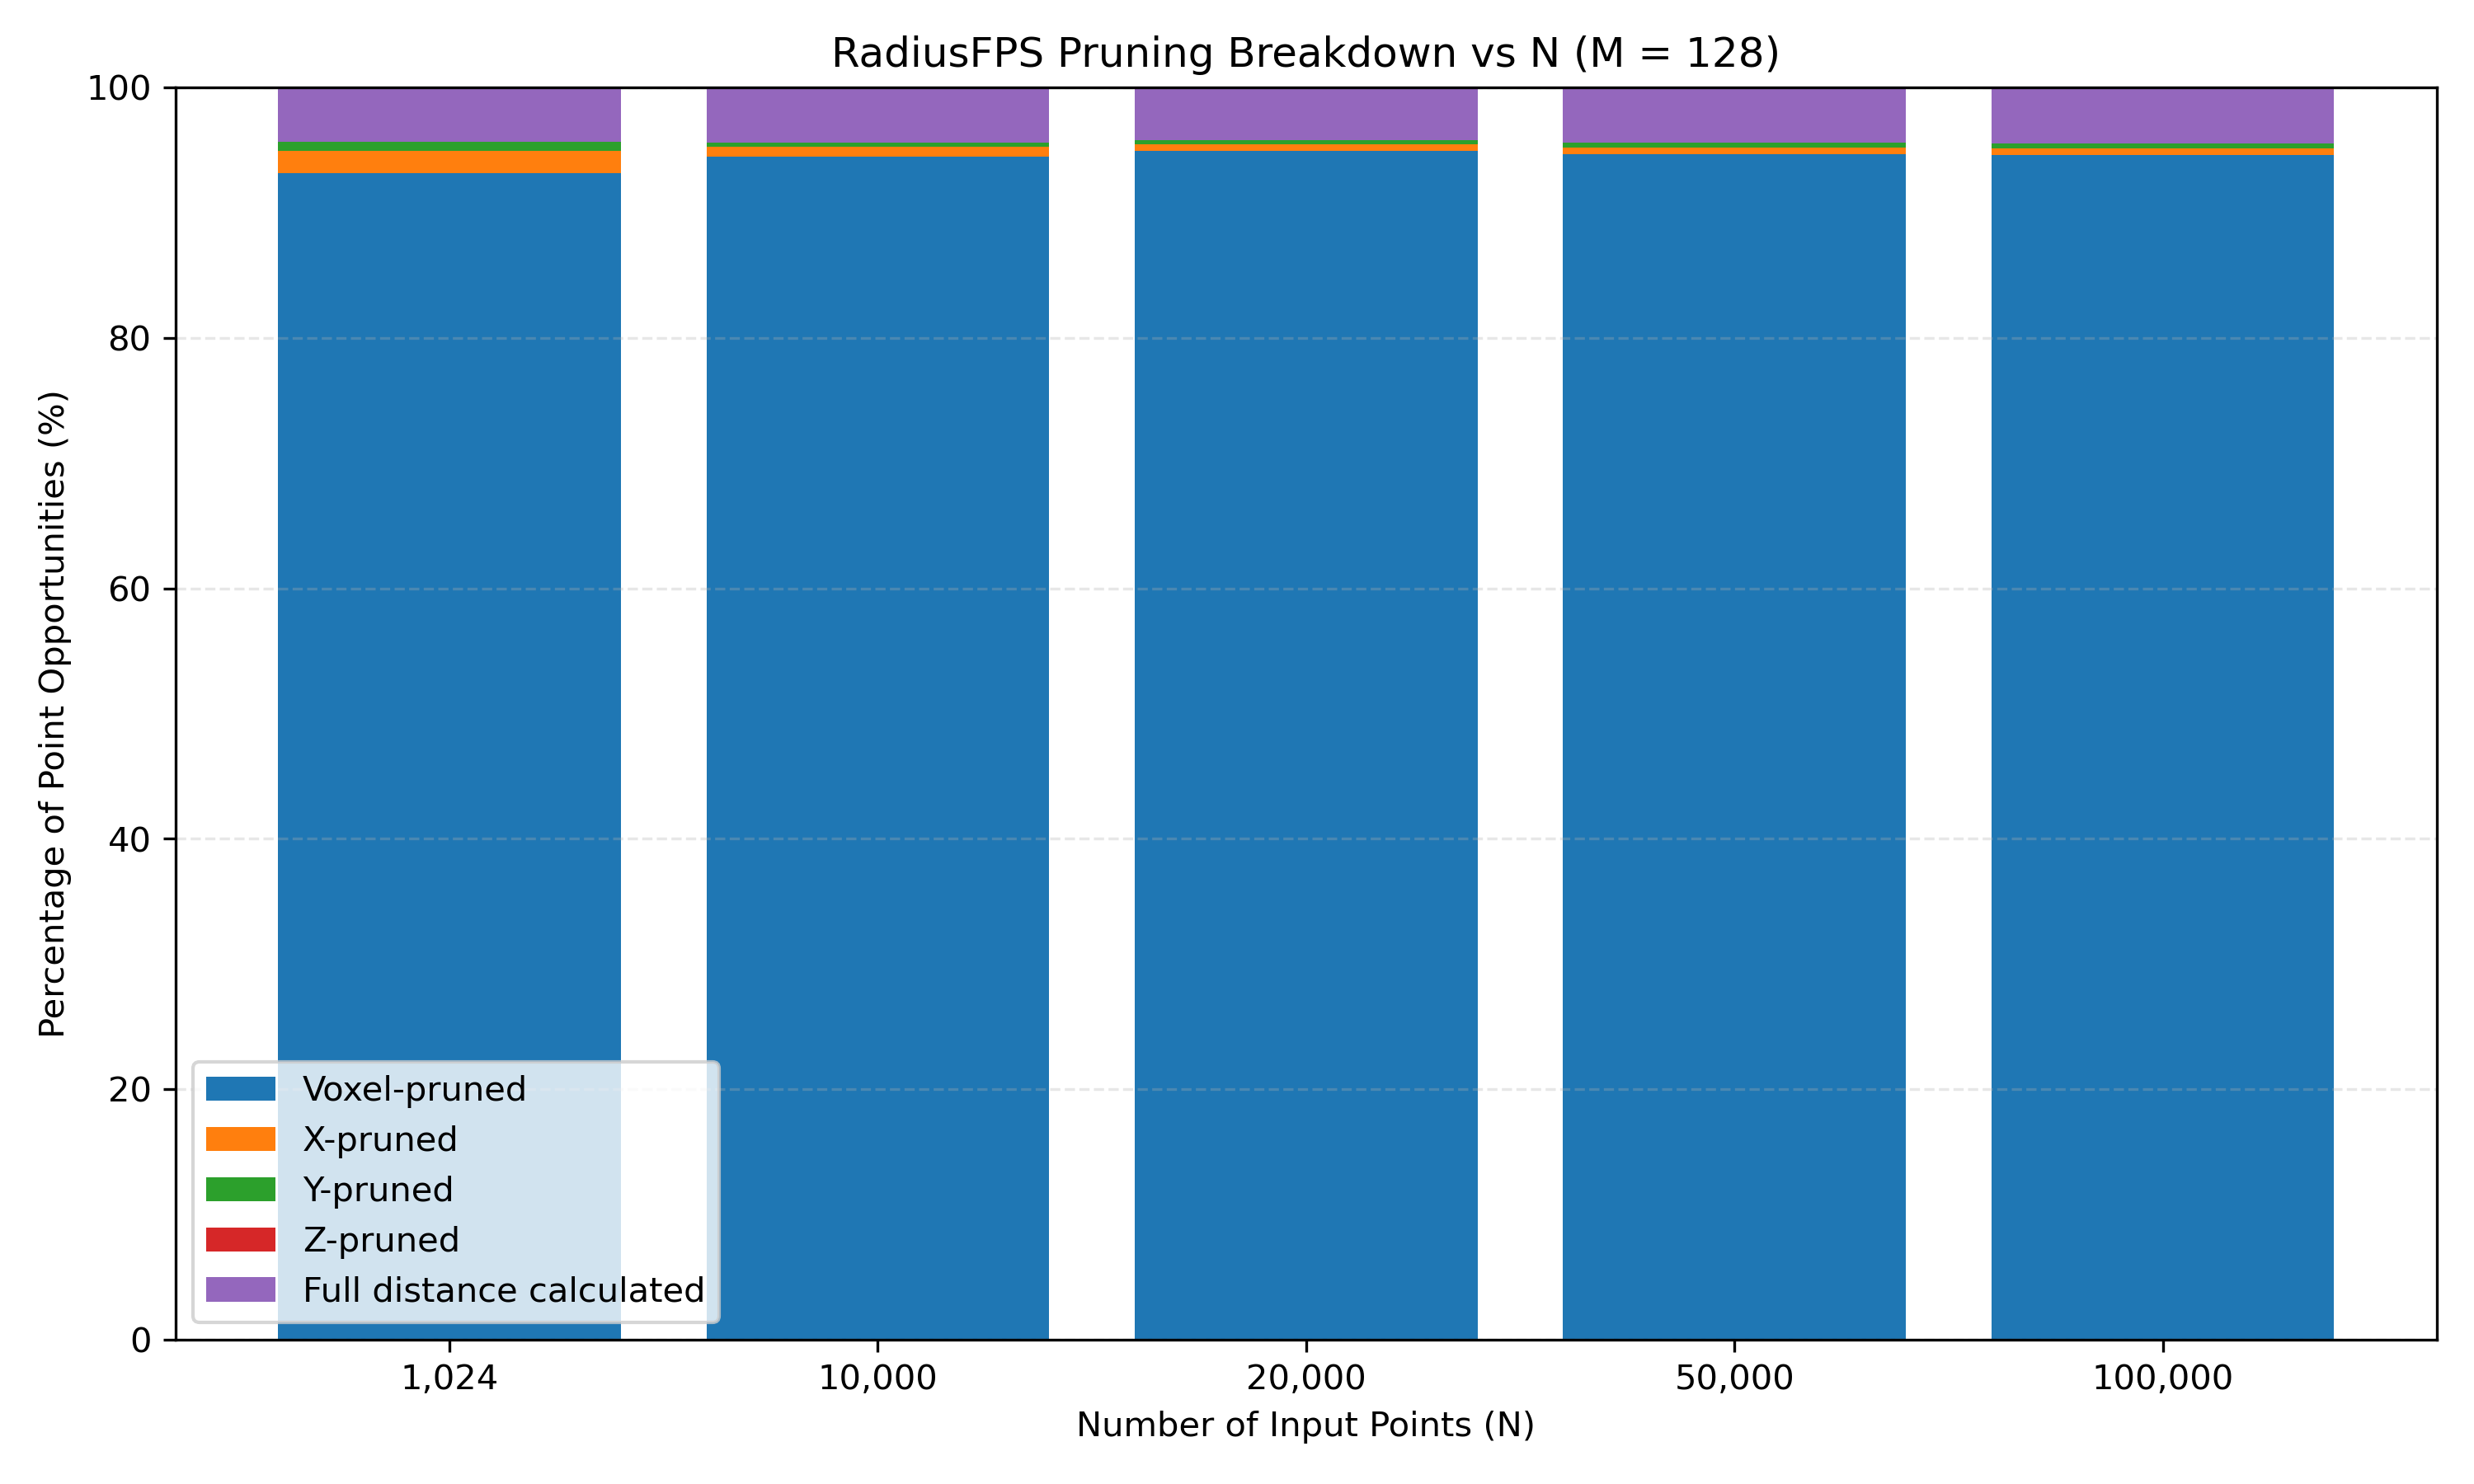 RadiusFPS Pruning Breakdown vs N (M = 128)
Percentage of Point Opportunities (%)
100
80
60
40
20
0
Voxel-pruned
X-pruned
Y-pruned
Z-pruned
Full distance calculated
1,024
10,000
20,000
50,000
100,000
Number of Input Points (N)